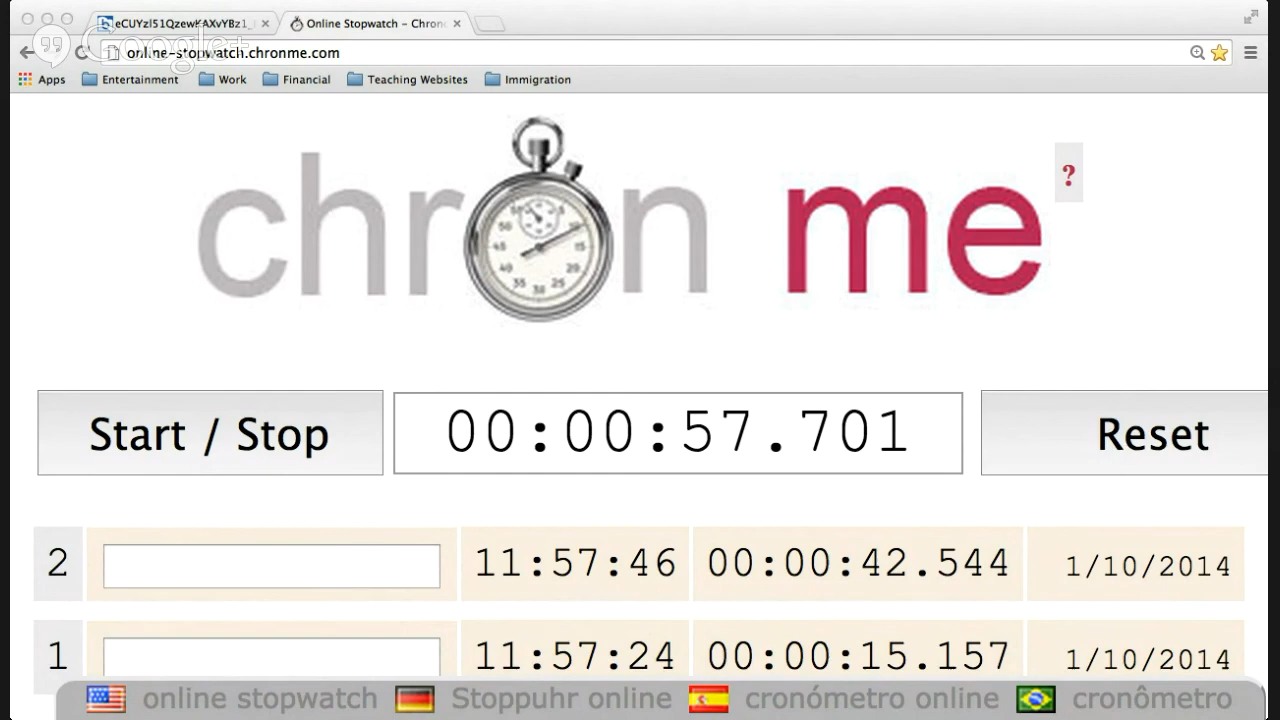 Online Stopwatch – Chron
Google+
online-stopwatch.chronme.com
Apps Entertainment Work Financial Teaching Websites Immigration
chron me ?
Start / Stop 00:00:57.701 Reset
2 11:57:46 00:00:42.544 1/10/2014
1 11:57:24 00:00:15.157 1/10/2014
online stopwatch Stoppuhr online cronómetro online cronômetro